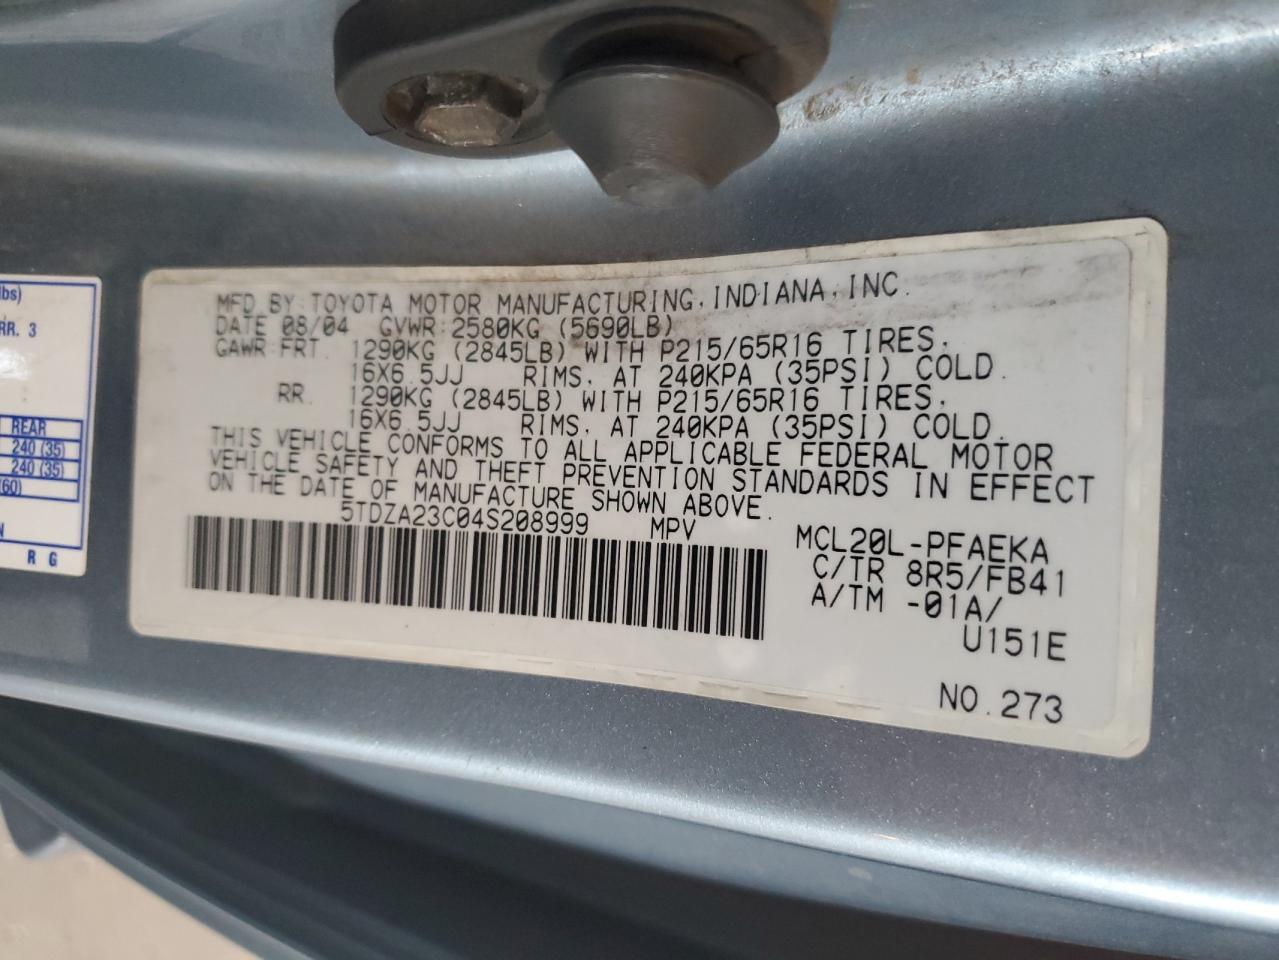 MFD.BY:TOYOTA MOTOR MANUFACTURING,INDIANA,INC.
DATE 08/04 GVWR:2580KG (5690LB)
GAWR:FRT. 1290KG (2845LB) WITH P215/65R16 TIRES,
16X6.5JJ RIMS, AT 240KPA (35PSI) COLD.
RR. 1290KG (2845LB) WITH P215/65R16 TIRES,
16X6.5JJ RIMS, AT 240KPA (35PSI) COLD.
THIS VEHICLE CONFORMS TO ALL APPLICABLE FEDERAL MOTOR
VEHICLE SAFETY AND THEFT PREVENTION STANDARDS IN EFFECT
ON THE DATE OF MANUFACTURE SHOWN ABOVE.
5TDZA23C04S208999 MPV
MCL20L-PFAEKA
C/TR 8R5/FB41
A/TM -01A/
U151E
NO.273
lbs)
RR. 3
REAR
240 (35)
240 (35)
(60)
N
R G